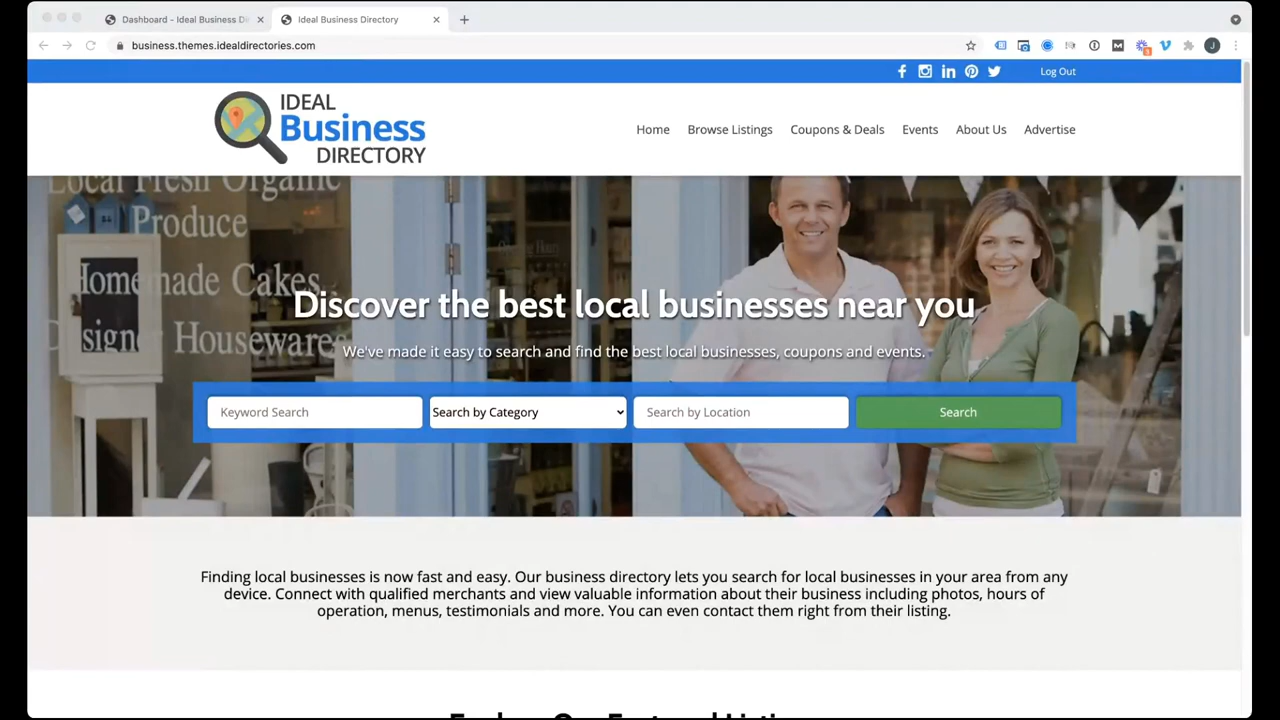 Dashboard - Ideal Business Di
Ideal Business Directory
business.themes.idealdirectories.com
Log Out
IDEAL
Business
DIRECTORY
Home
Browse Listings
Coupons & Deals
Events
About Us
Advertise
Local Fresh Organic
Produce
Homemade Cakes
Designer Houseware
Discover the best local businesses near you
We've made it easy to search and find the best local businesses, coupons and events.
Keyword Search
Search by Category
Search by Location
Search
Finding local businesses is now fast and easy. Our business directory lets you search for local businesses in your area from any
device. Connect with qualified merchants and view valuable information about their business including photos, hours of
operation, menus, testimonials and more. You can even contact them right from their listing.